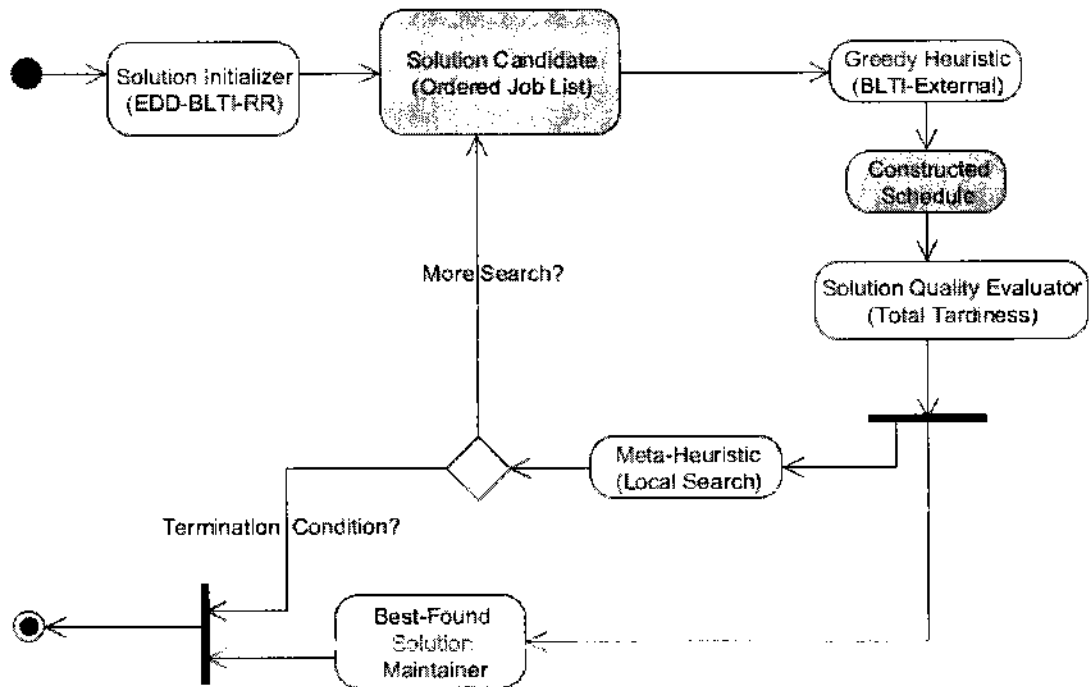 Solution Initializer
(EDD-BLTI-RR)
Solution Candidate
(Ordered Job List)
Greedy Heuristic
(BLTI-External)
Constructed
Schedule
Solution Quality Evaluator
(Total Tardiness)
More Search?
Meta-Heuristic
(Local Search)
Termination Condition?
Best-Found
Solution
Maintainer